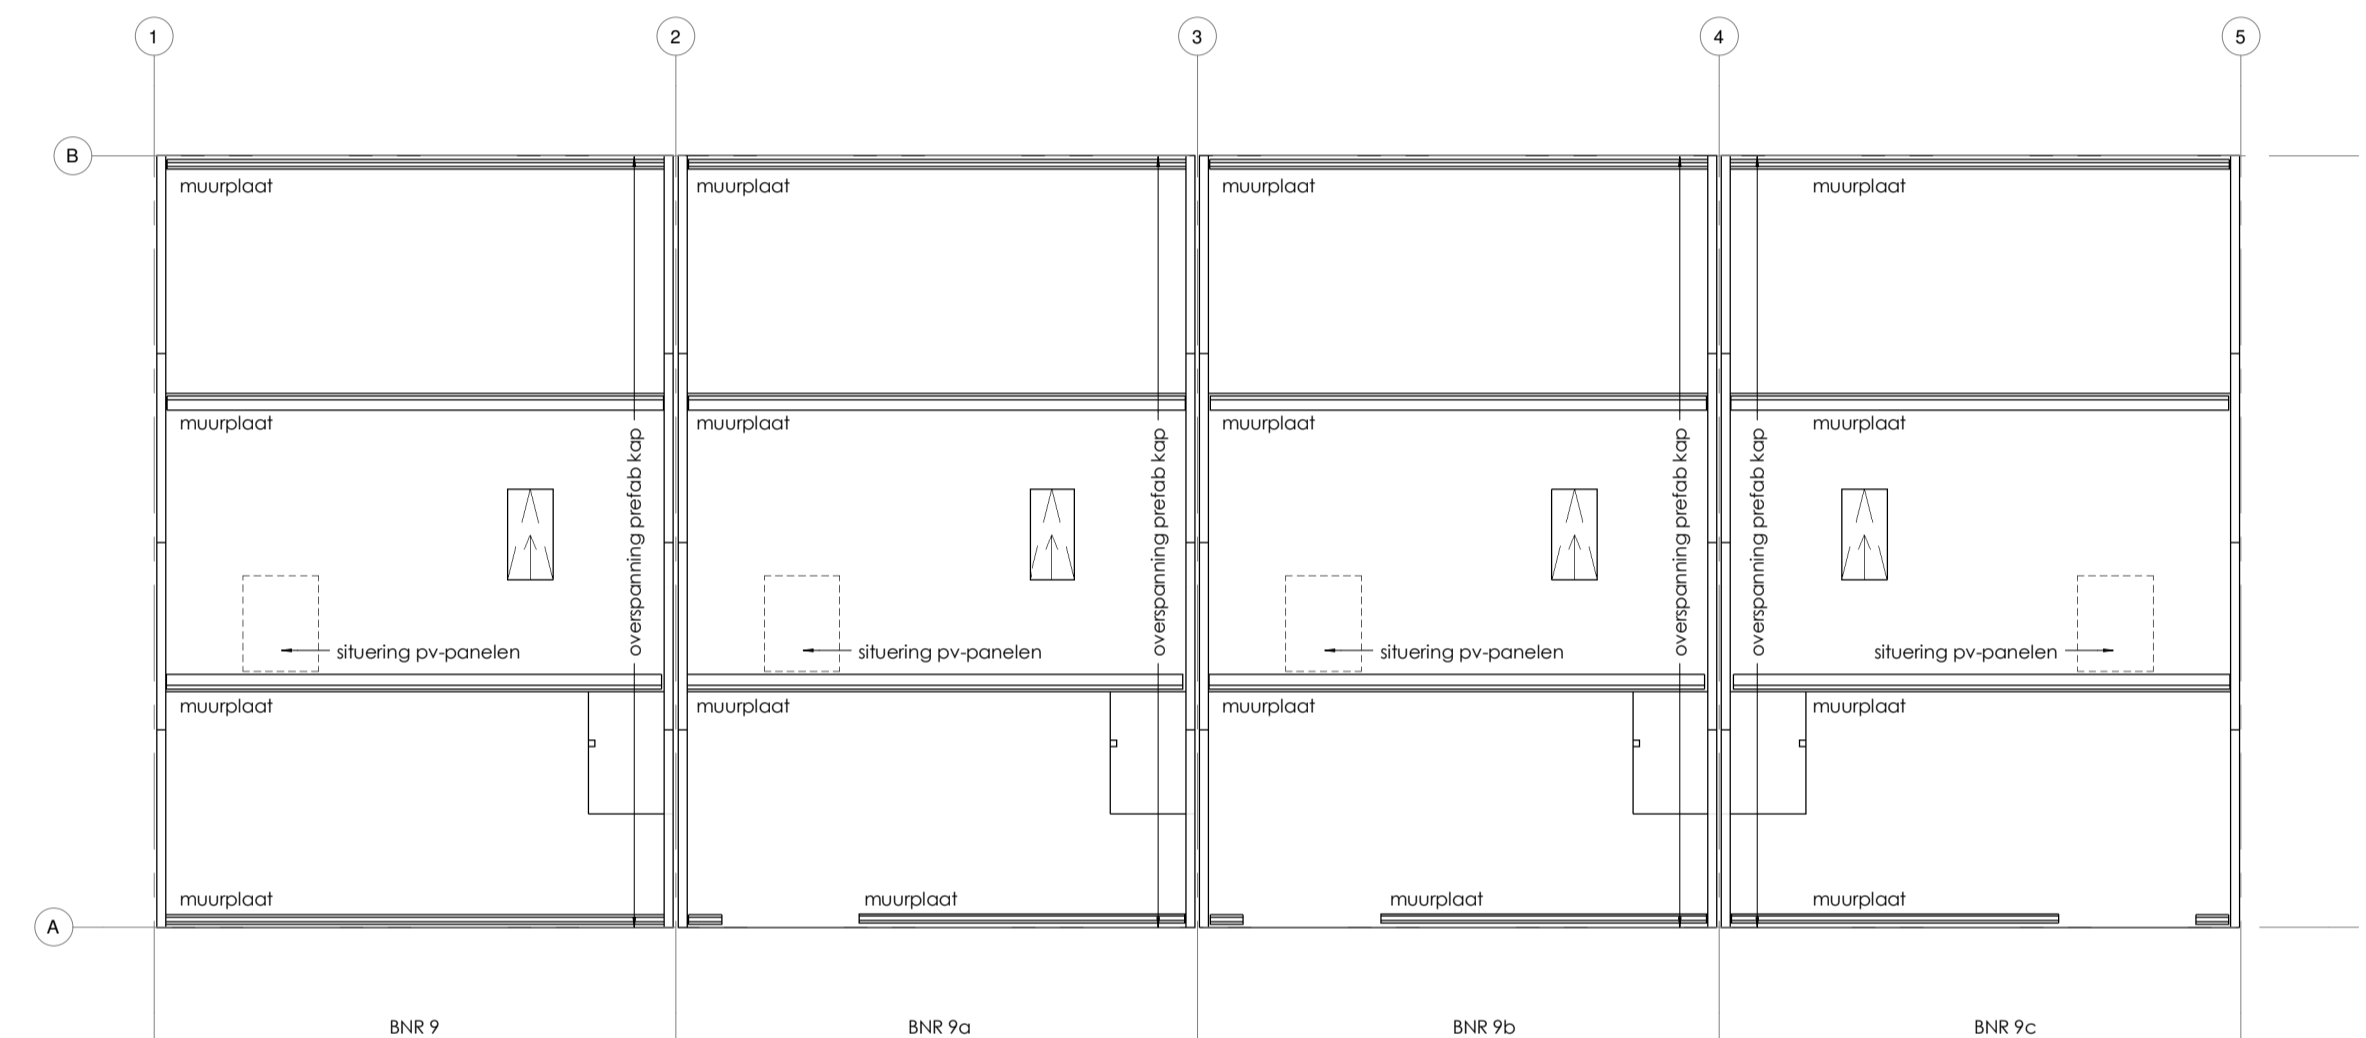 1 2 3 4 5
B
muurplaat muurplaat muurplaat muurplaat
muurplaat muurplaat muurplaat muurplaat
overspanning prefab kap
overspanning prefab kap
overspanning prefab kap
overspanning prefab kap
situering pv-panelen situering pv-panelen situering pv-panelen situering pv-panelen
muurplaat muurplaat muurplaat muurplaat
muurplaat muurplaat muurplaat muurplaat
A
BNR 9 BNR 9a BNR 9b BNR 9c